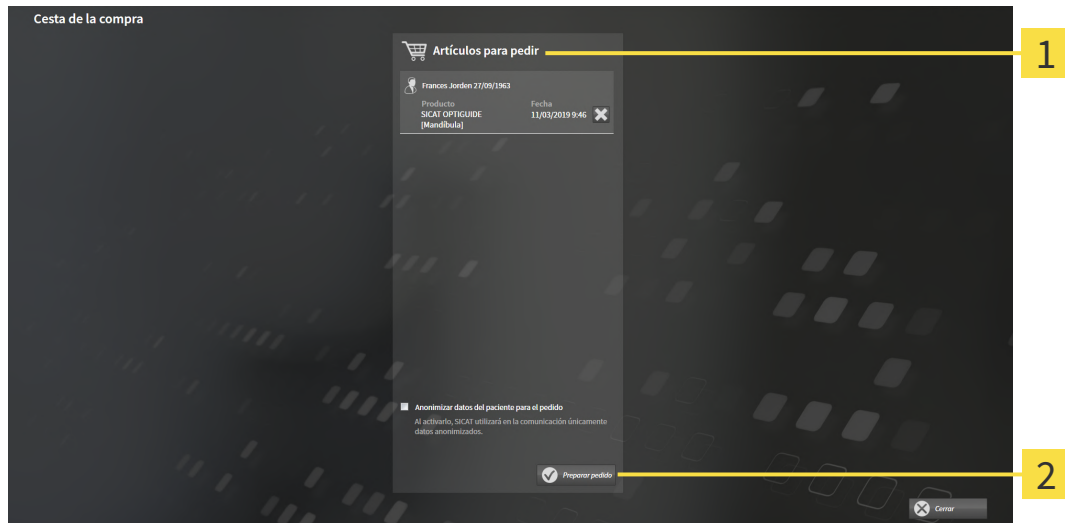 Cesta de la compra
Artículos para pedir
1
Frances Jorden 27/09/1963
Producto Fecha
SICAT OPTIGUIDE 11/03/2019 9:46
[Mandíbula]
Anonimizar datos del paciente para el pedido
Al activarlo, SICAT utilizará en la comunicación únicamente
datos anonimizados.
Preparar pedido
2
Cerrar